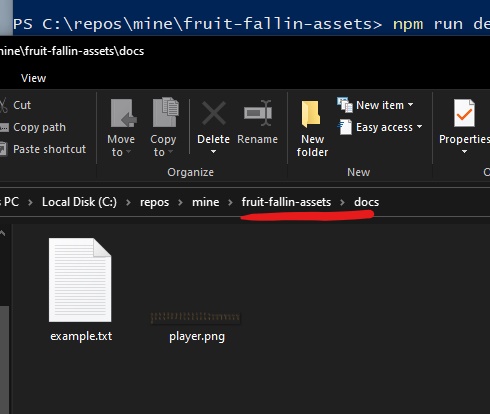 PS C:\repos\mine\fruit-fallin-assets> npm run de
nine\fruit-fallin-assets\docs
View
Cut
Copy path
Paste shortcut
Move to
Copy to
Delete
Rename
New folder
New item
Easy access
Properties
Organize
New
s PC > Local Disk (C:) > repos > mine > fruit-fallin-assets > docs
example.txt
player.png